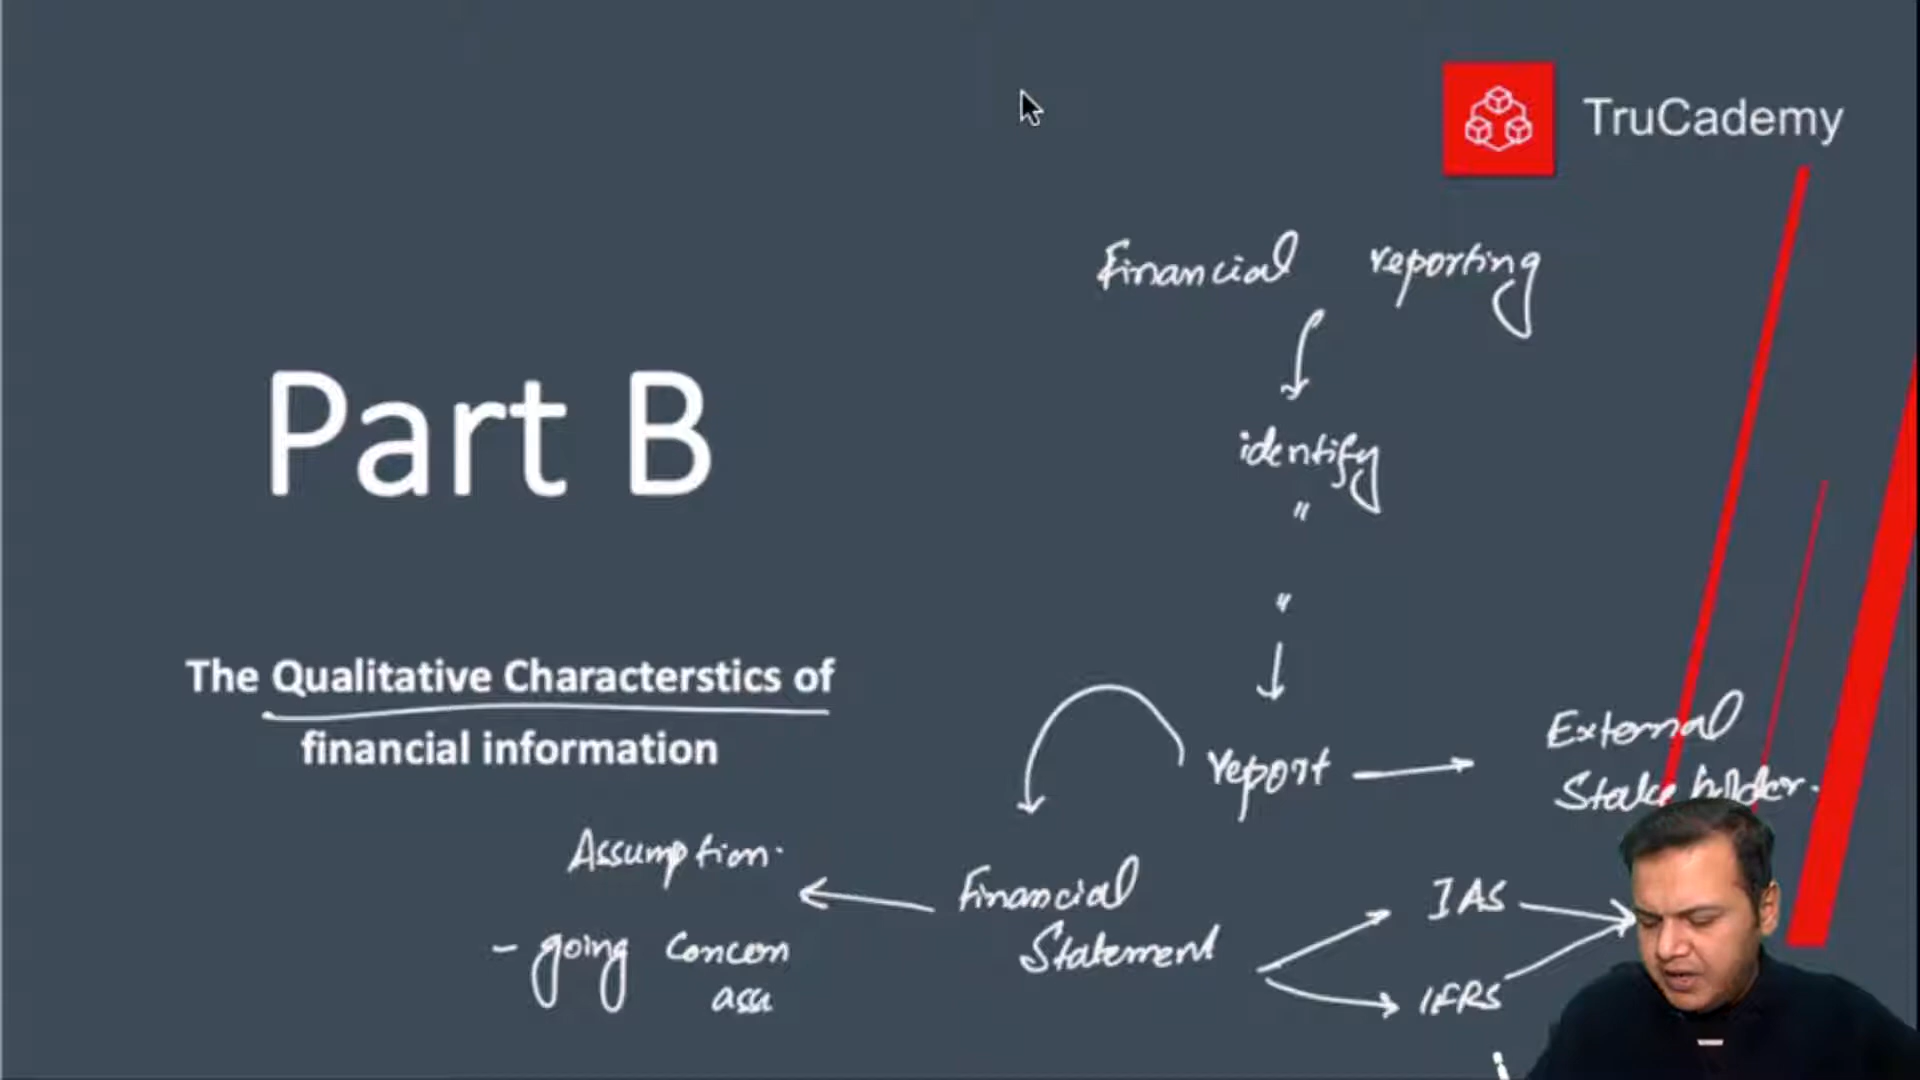 TruCademy
Financial reporting
identify
"
"
Part B
The Qualitative Characterstics of
financial information
report
External
Stake holder.
Assumption.
Financial
Statement
IAS
IFRS
- going Concern
assu